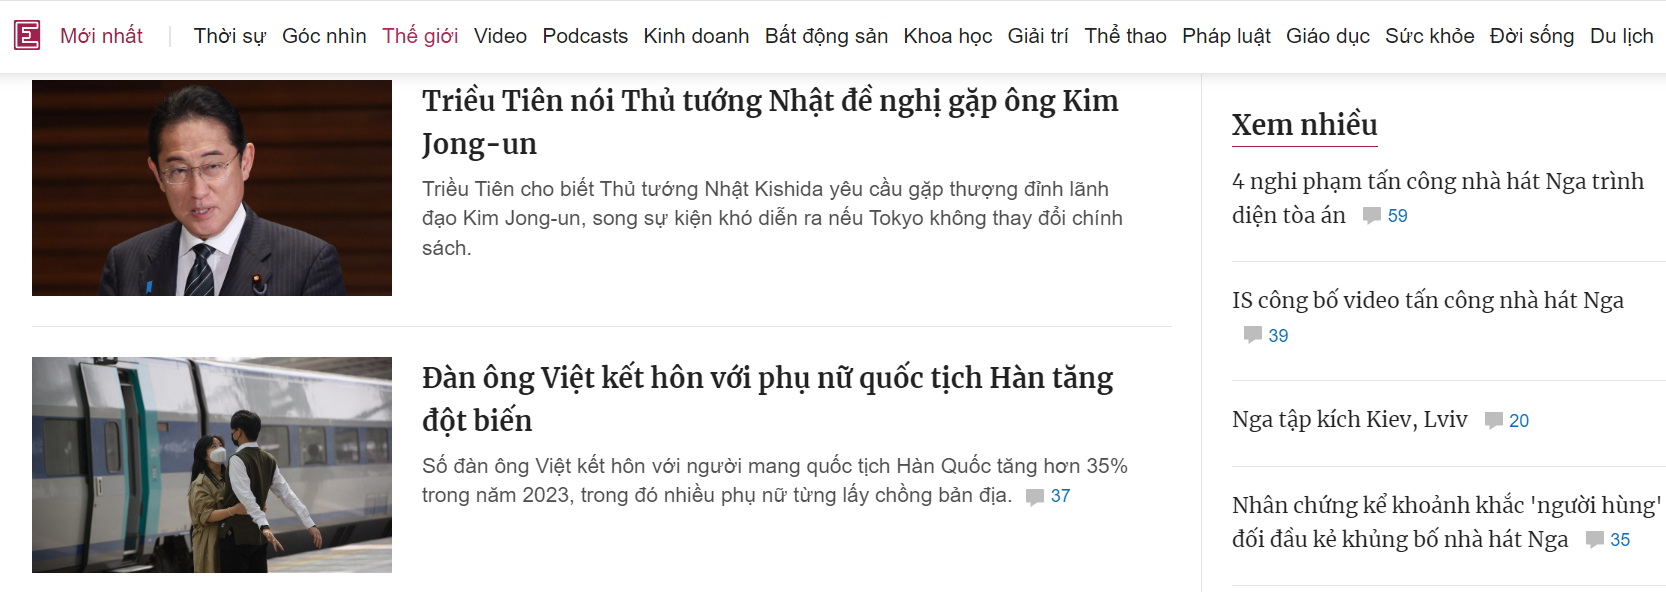 Mới nhất Thời sự Góc nhìn Thế giới Video Podcasts Kinh doanh Bất động sản Khoa học Giải trí Thể thao Pháp luật Giáo dục Sức khỏe Đời sống Du lịch
Triều Tiên nói Thủ tướng Nhật đề nghị gặp ông Kim
Jong-un
Triều Tiên cho biết Thủ tướng Nhật Kishida yêu cầu gặp thượng đỉnh lãnh
đạo Kim Jong-un, song sự kiện khó diễn ra nếu Tokyo không thay đổi chính
sách.
Đàn ông Việt kết hôn với phụ nữ quốc tịch Hàn tăng
đột biến
Số đàn ông Việt kết hôn với người mang quốc tịch Hàn Quốc tăng hơn 35%
trong năm 2023, trong đó nhiều phụ nữ từng lấy chồng bản địa. 37
Xem nhiều
4 nghi phạm tấn công nhà hát Nga trình
diện tòa án 59
IS công bố video tấn công nhà hát Nga
39
Nga tập kích Kiev, Lviv 20
Nhân chứng kể khoảnh khắc 'người hùng'
đối đầu kẻ khủng bố nhà hát Nga 35